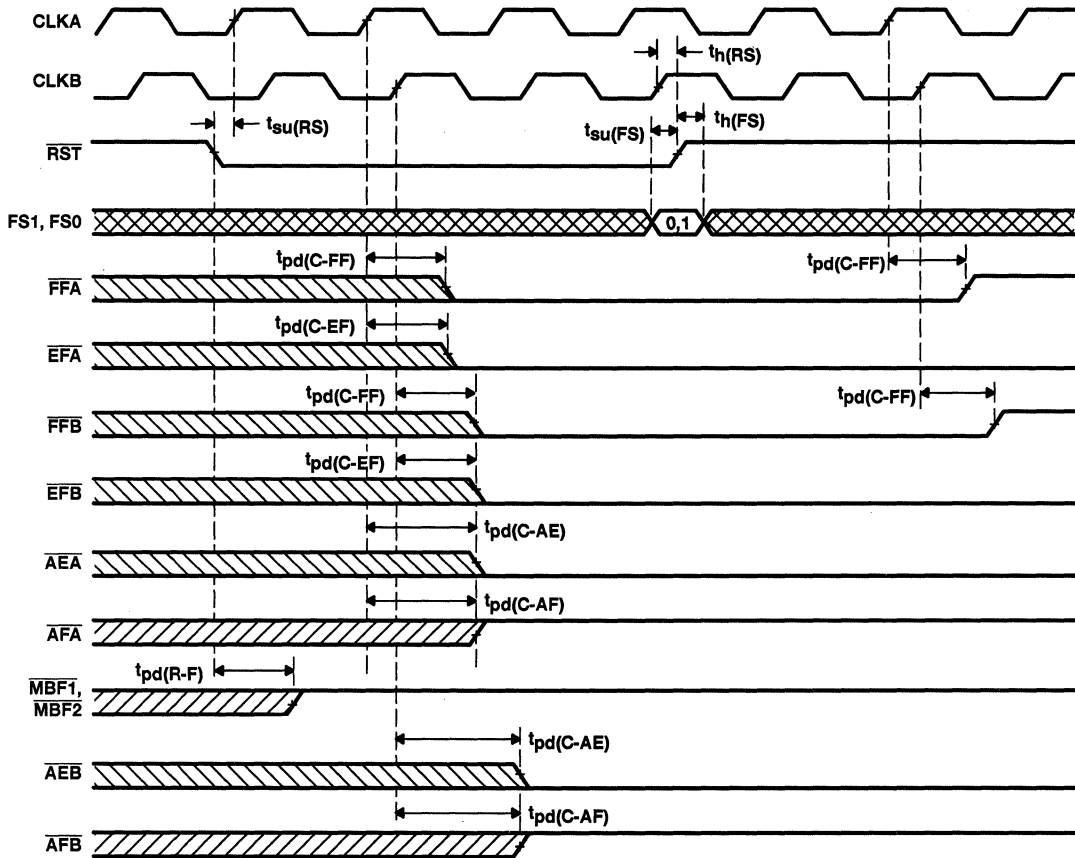 CLKA
th(RS)
CLKB
tsu(RS)
tsu(FS)
th(FS)
RST
FS1, FS0
0,1
tpd(C-FF)
tpd(C-FF)
FFA
tpd(C-EF)
EFA
tpd(C-FF)
tpd(C-FF)
FFB
tpd(C-EF)
EFB
tpd(C-AE)
AEA
tpd(C-AF)
AFA
tpd(R-F)
MBF1,
MBF2
tpd(C-AE)
AEB
tpd(C-AF)
AFB